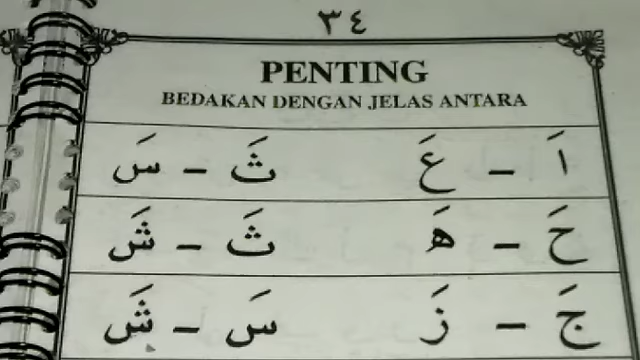 ٣٤
PENTING
BEDAKAN DENGAN JELAS ANTARA
اَ - عَ ثَ - سَ
حَ - هَ ثَ - شَ
جَ - زَ سَ - شَ